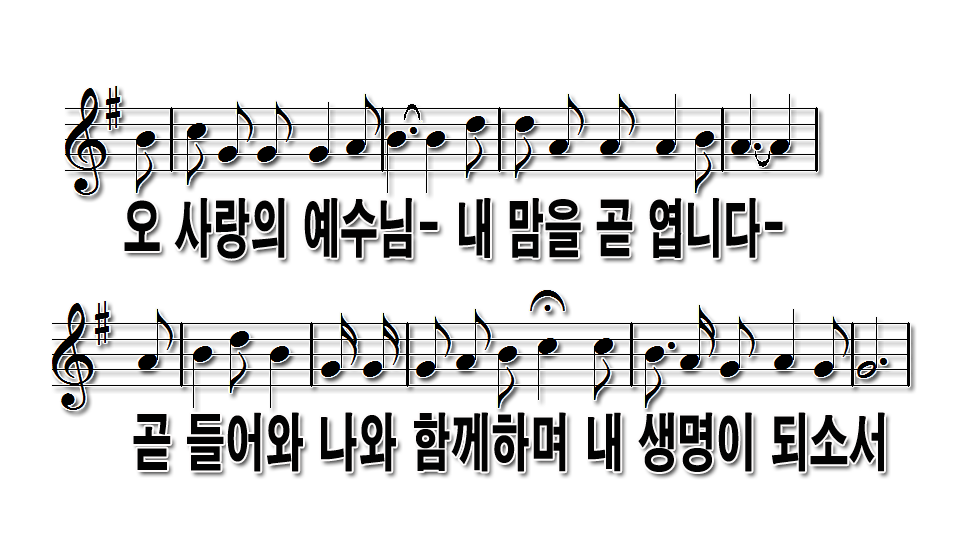 오 사랑의 예수님- 내 맘을 곧 엽니다-
곧 들어와 나와 함께하며 내 생명이 되소서